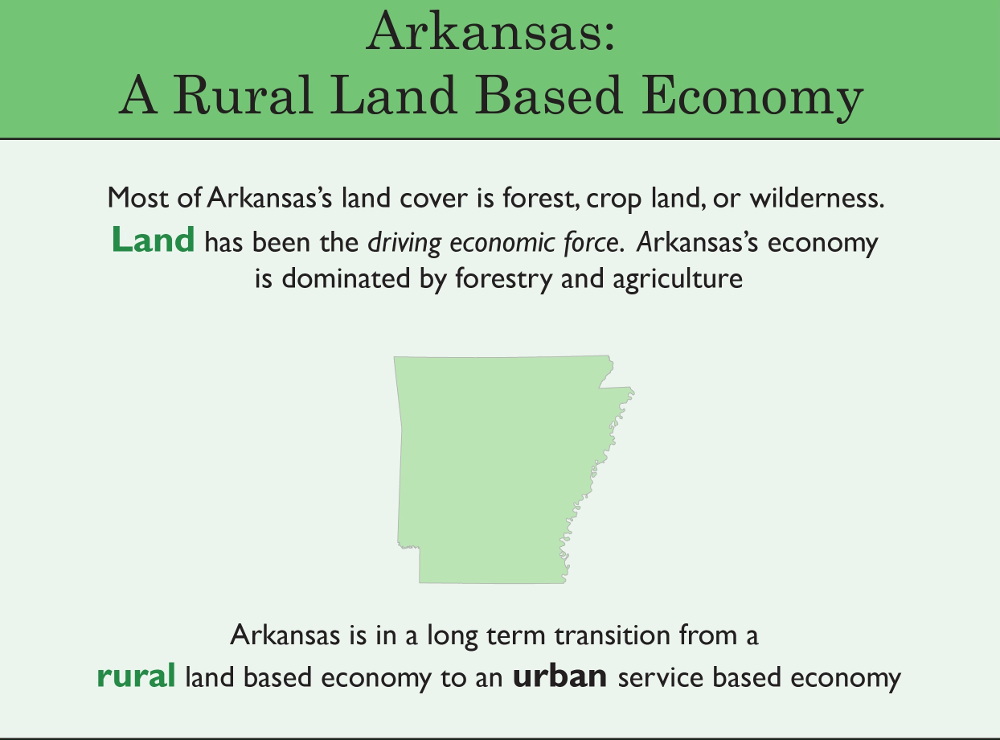 Arkansas:
A Rural Land Based Economy
Most of Arkansas's land cover is forest, crop land, or wilderness.
Land has been the driving economic force. Arkansas's economy
is dominated by forestry and agriculture
Arkansas is in a long term transition from a
rural land based economy to an urban service based economy